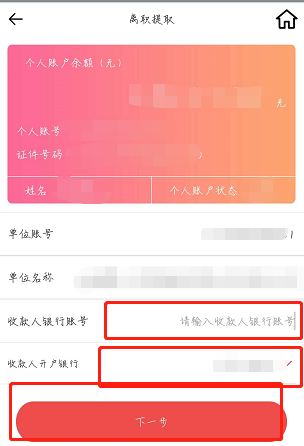 离职提取
个人账户余额（元）
元
个人账号
证件号码
姓名 个人账户状态
单位账号
单位名称
收款人银行账号 请输入收款人银行账号
收款人开户银行
下一步